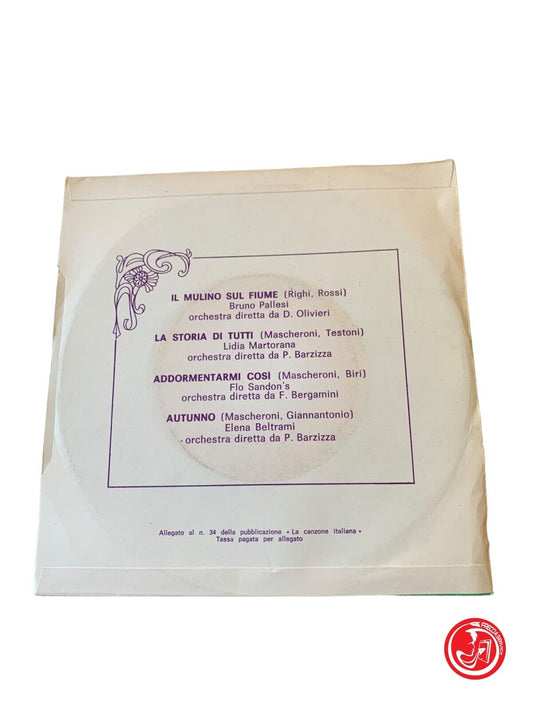 IL MULINO SUL FIUME (Righi, Rossi)
Bruno Pallesi
orchestra diretta da D. Olivieri
LA STORIA DI TUTTI (Mascheroni, Testoni)
Lidia Martorana
orchestra diretta da P. Barzizza
ADDORMENTARMI COSÌ (Mascheroni, Biri)
Flo Sandon's
orchestra diretta da F. Bergamini
AUTUNNO (Mascheroni, Giannantonio)
Elena Beltrami
orchestra diretta da P. Barzizza
Allegato al n. 34 della pubblicazione « La canzone italiana »
Tassa pagata per allegato